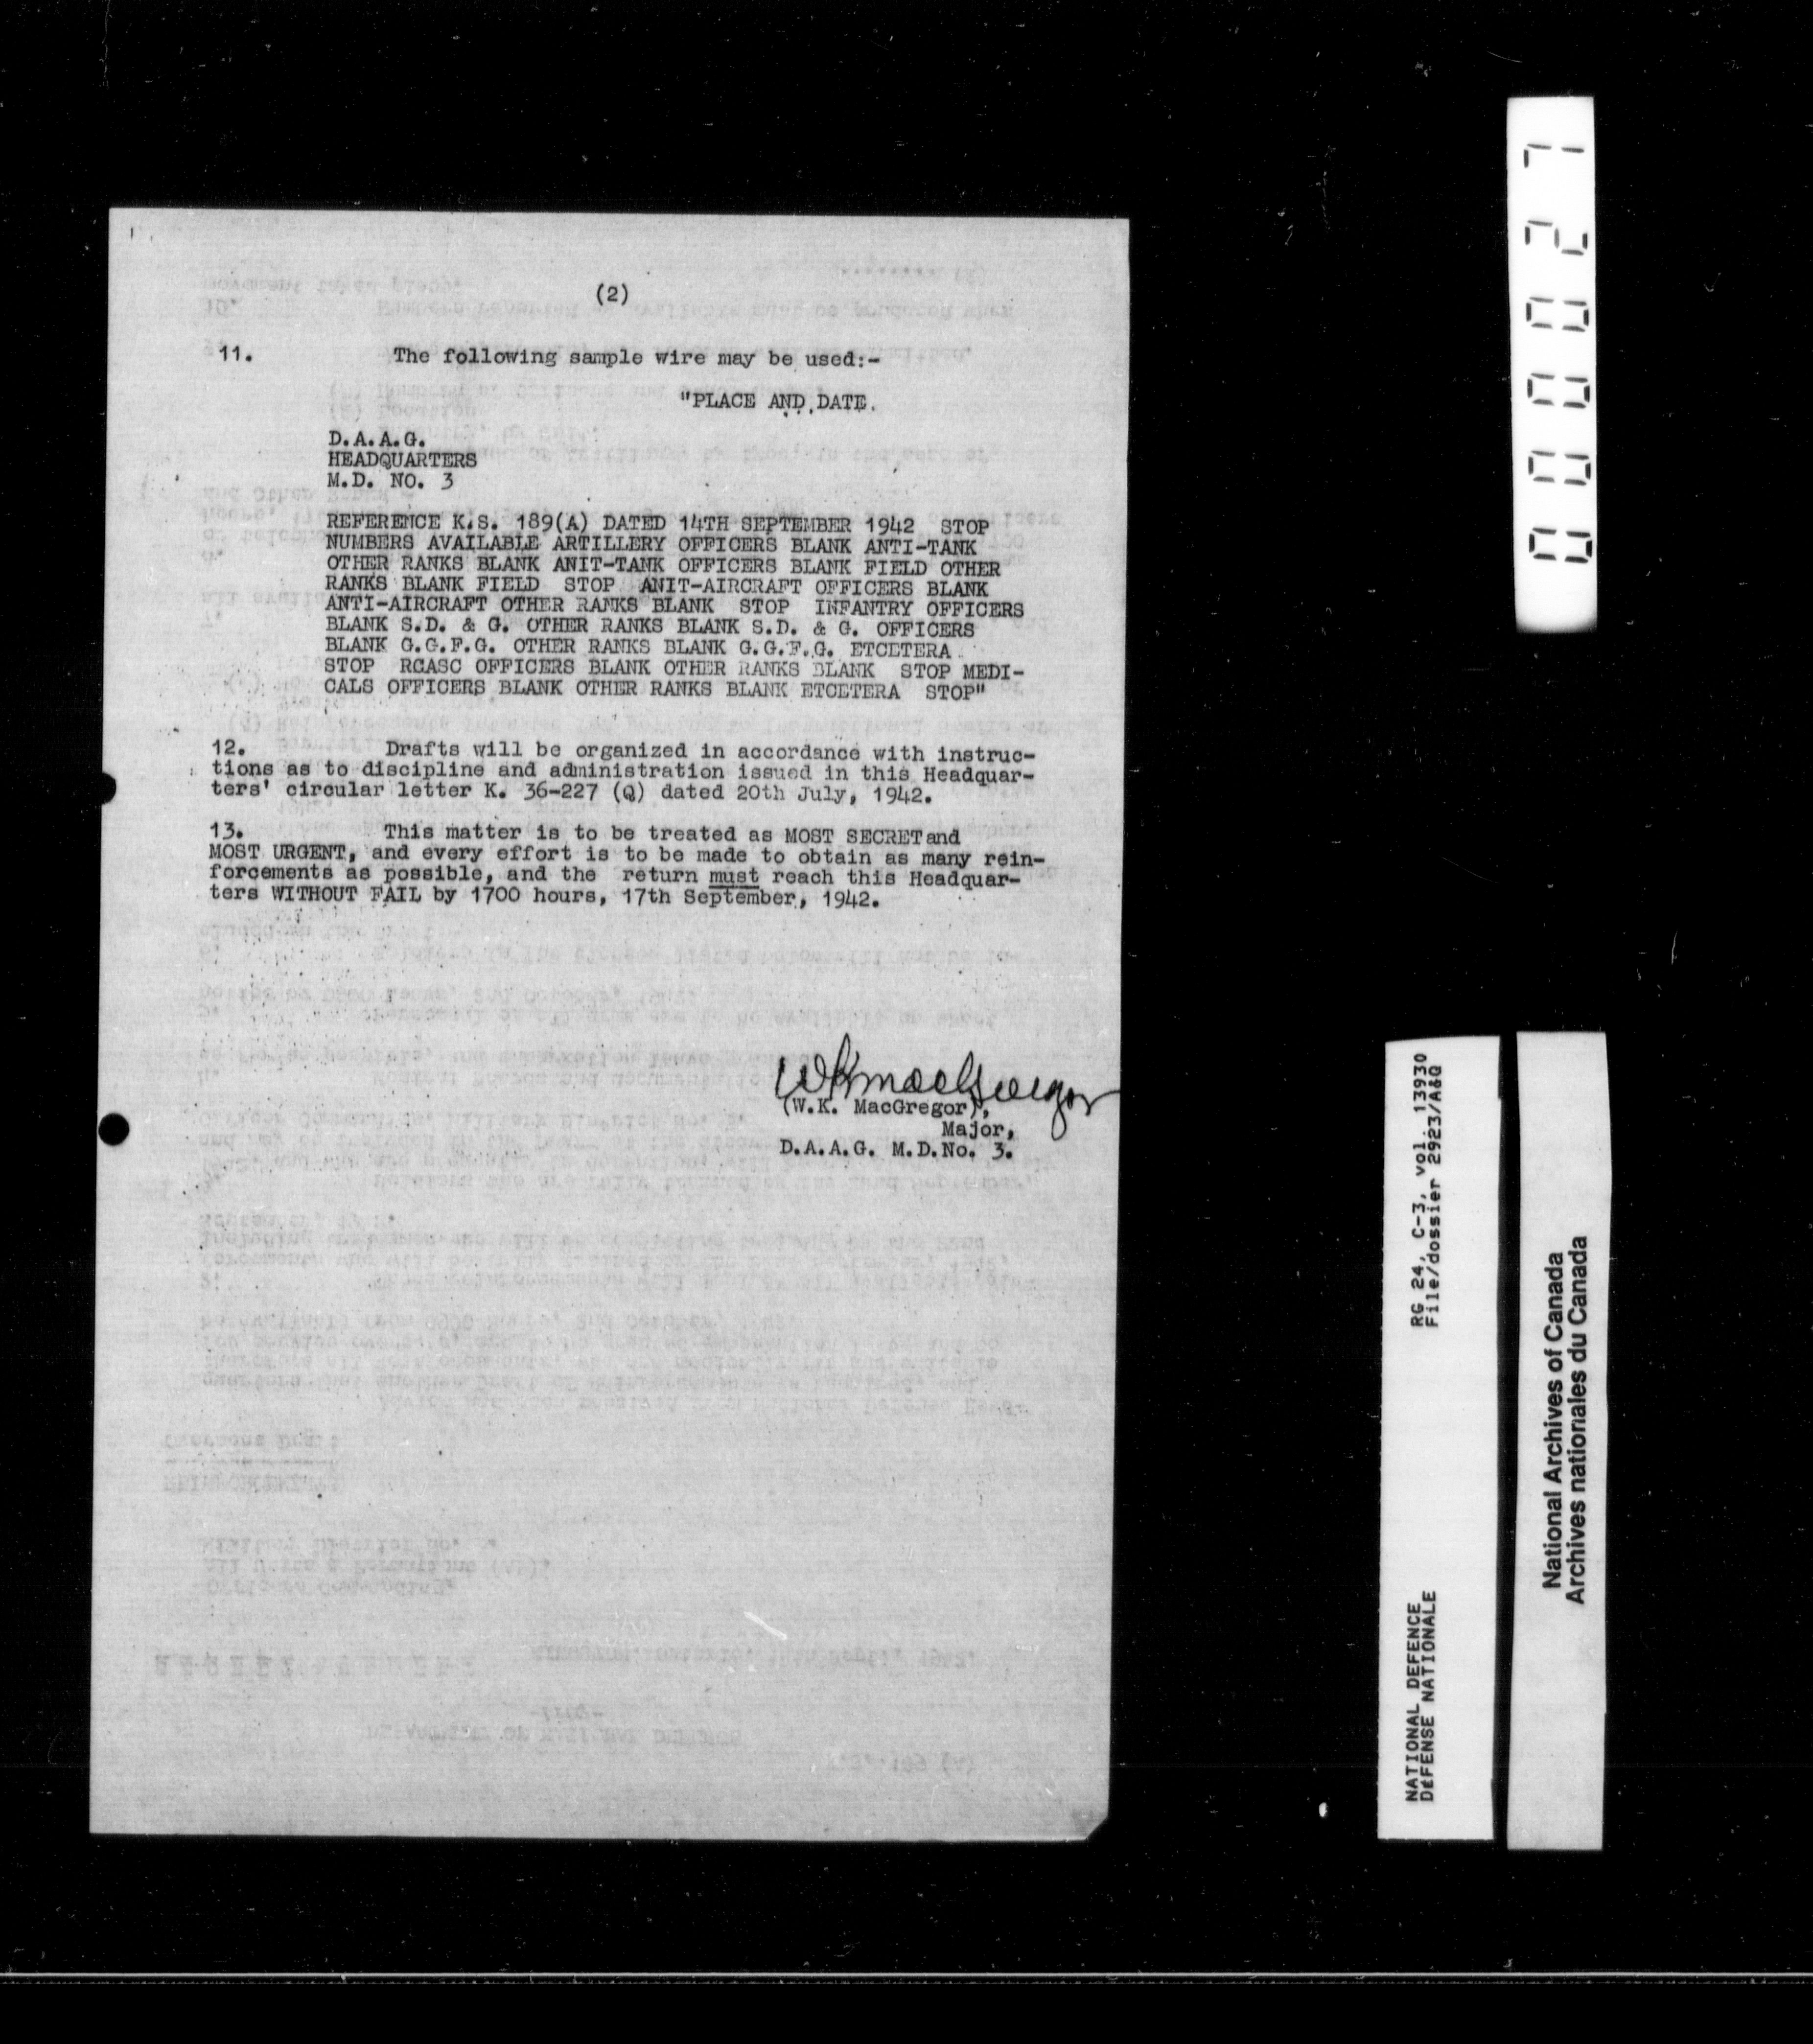 (2)
11. The following sample wire may be used:-
"PLACE AND DATE.
D.A.A.G.
HEADQUARTERS
M.D. NO. 3
REFERENCE K.S. 189(A) DATED 14TH SEPTEMBER 1942 STOP
NUMBERS AVAILABLE ARTILLERY OFFICERS BLANK ANTI-TANK
OTHER RANKS BLANK ANIT-TANK OFFICERS BLANK FIELD OTHER
RANKS BLANK FIELD STOP ANIT-AIRCRAFT OFFICERS BLANK
ANTI-AIRCRAFT OTHER RANKS BLANK STOP INFANTRY OFFICERS
BLANK S.D. & G. OTHER RANKS BLANK S.D. & G. OFFICERS
BLANK G.G.F.G. OTHER RANKS BLANK G.G.F.G. ETCETERA
STOP RCASC OFFICERS BLANK OTHER RANKS BLANK STOP MEDI-
CALS OFFICERS BLANK OTHER RANKS BLANK ETCETERA STOP"
12. Drafts will be organized in accordance with instruc-
tions as to discipline and administration issued in this Headquar-
ters' circular letter K. 36-227 (Q) dated 20th July, 1942.
13. This matter is to be treated as MOST SECRET and
MOST URGENT, and every effort is to be made to obtain as many rein-
forcements as possible, and the return must reach this Headquar-
ters WITHOUT FAIL by 1700 hours, 17th September, 1942.
WKMacGregor
(W.K. MacGregor),
Major,
D.A.A.G. M.D.No. 3.
000027
RG 24, C-3, vol. 13930
File/dossier 2923/A&Q
NATIONAL DEFENCE
DÉFENSE NATIONALE
National Archives of Canada
Archives nationales du Canada